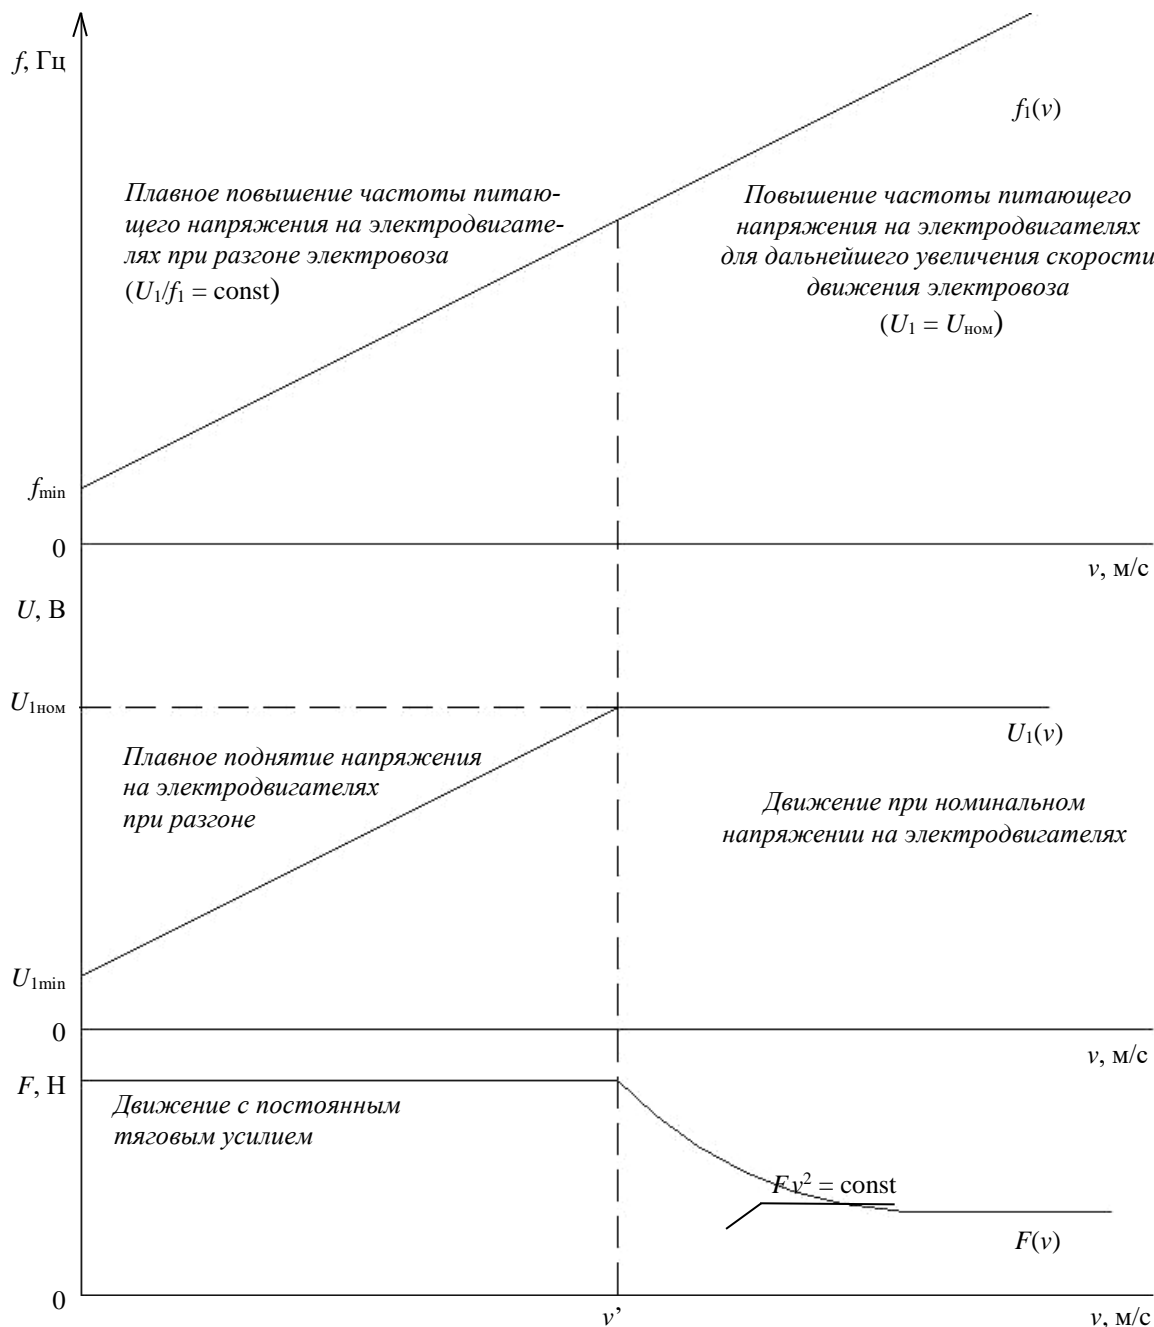 f, Гц
f₁(v)
Плавное повышение частоты питаю-
щего напряжения на электродвигате-
лях при разгоне электровоза
(U₁/f₁ = const)
Повышение частоты питающего
напряжения на электродвигателях
для дальнейшего увеличения скорости
движения электровоза
(U₁ = Uном)
fmin
0
v, м/с
U, В
U1ном
U₁(v)
Плавное поднятие напряжения
на электродвигателях
при разгоне
Движение при номинальном
напряжении на электродвигателях
U1min
0
v, м/с
F, Н
Движение с постоянным
тяговым усилием
Fv² = const
F(v)
0
v’
v, м/с